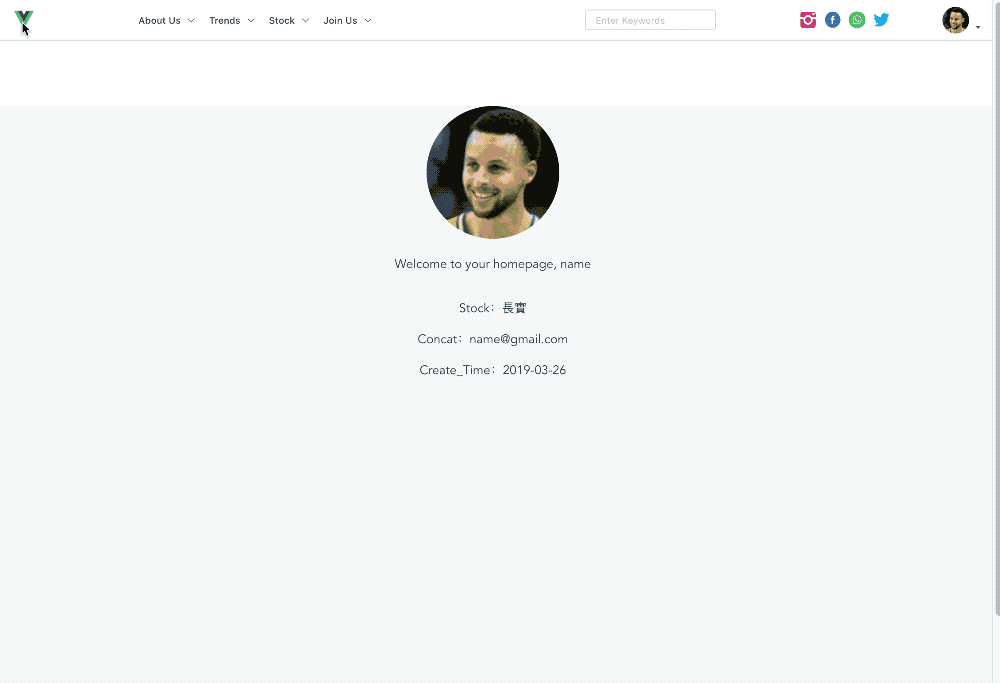 About Us Trends Stock Join Us Enter Keywords
Welcome to your homepage, name
Stock：長實
Concat：name@gmail.com
Create_Time：2019-03-26